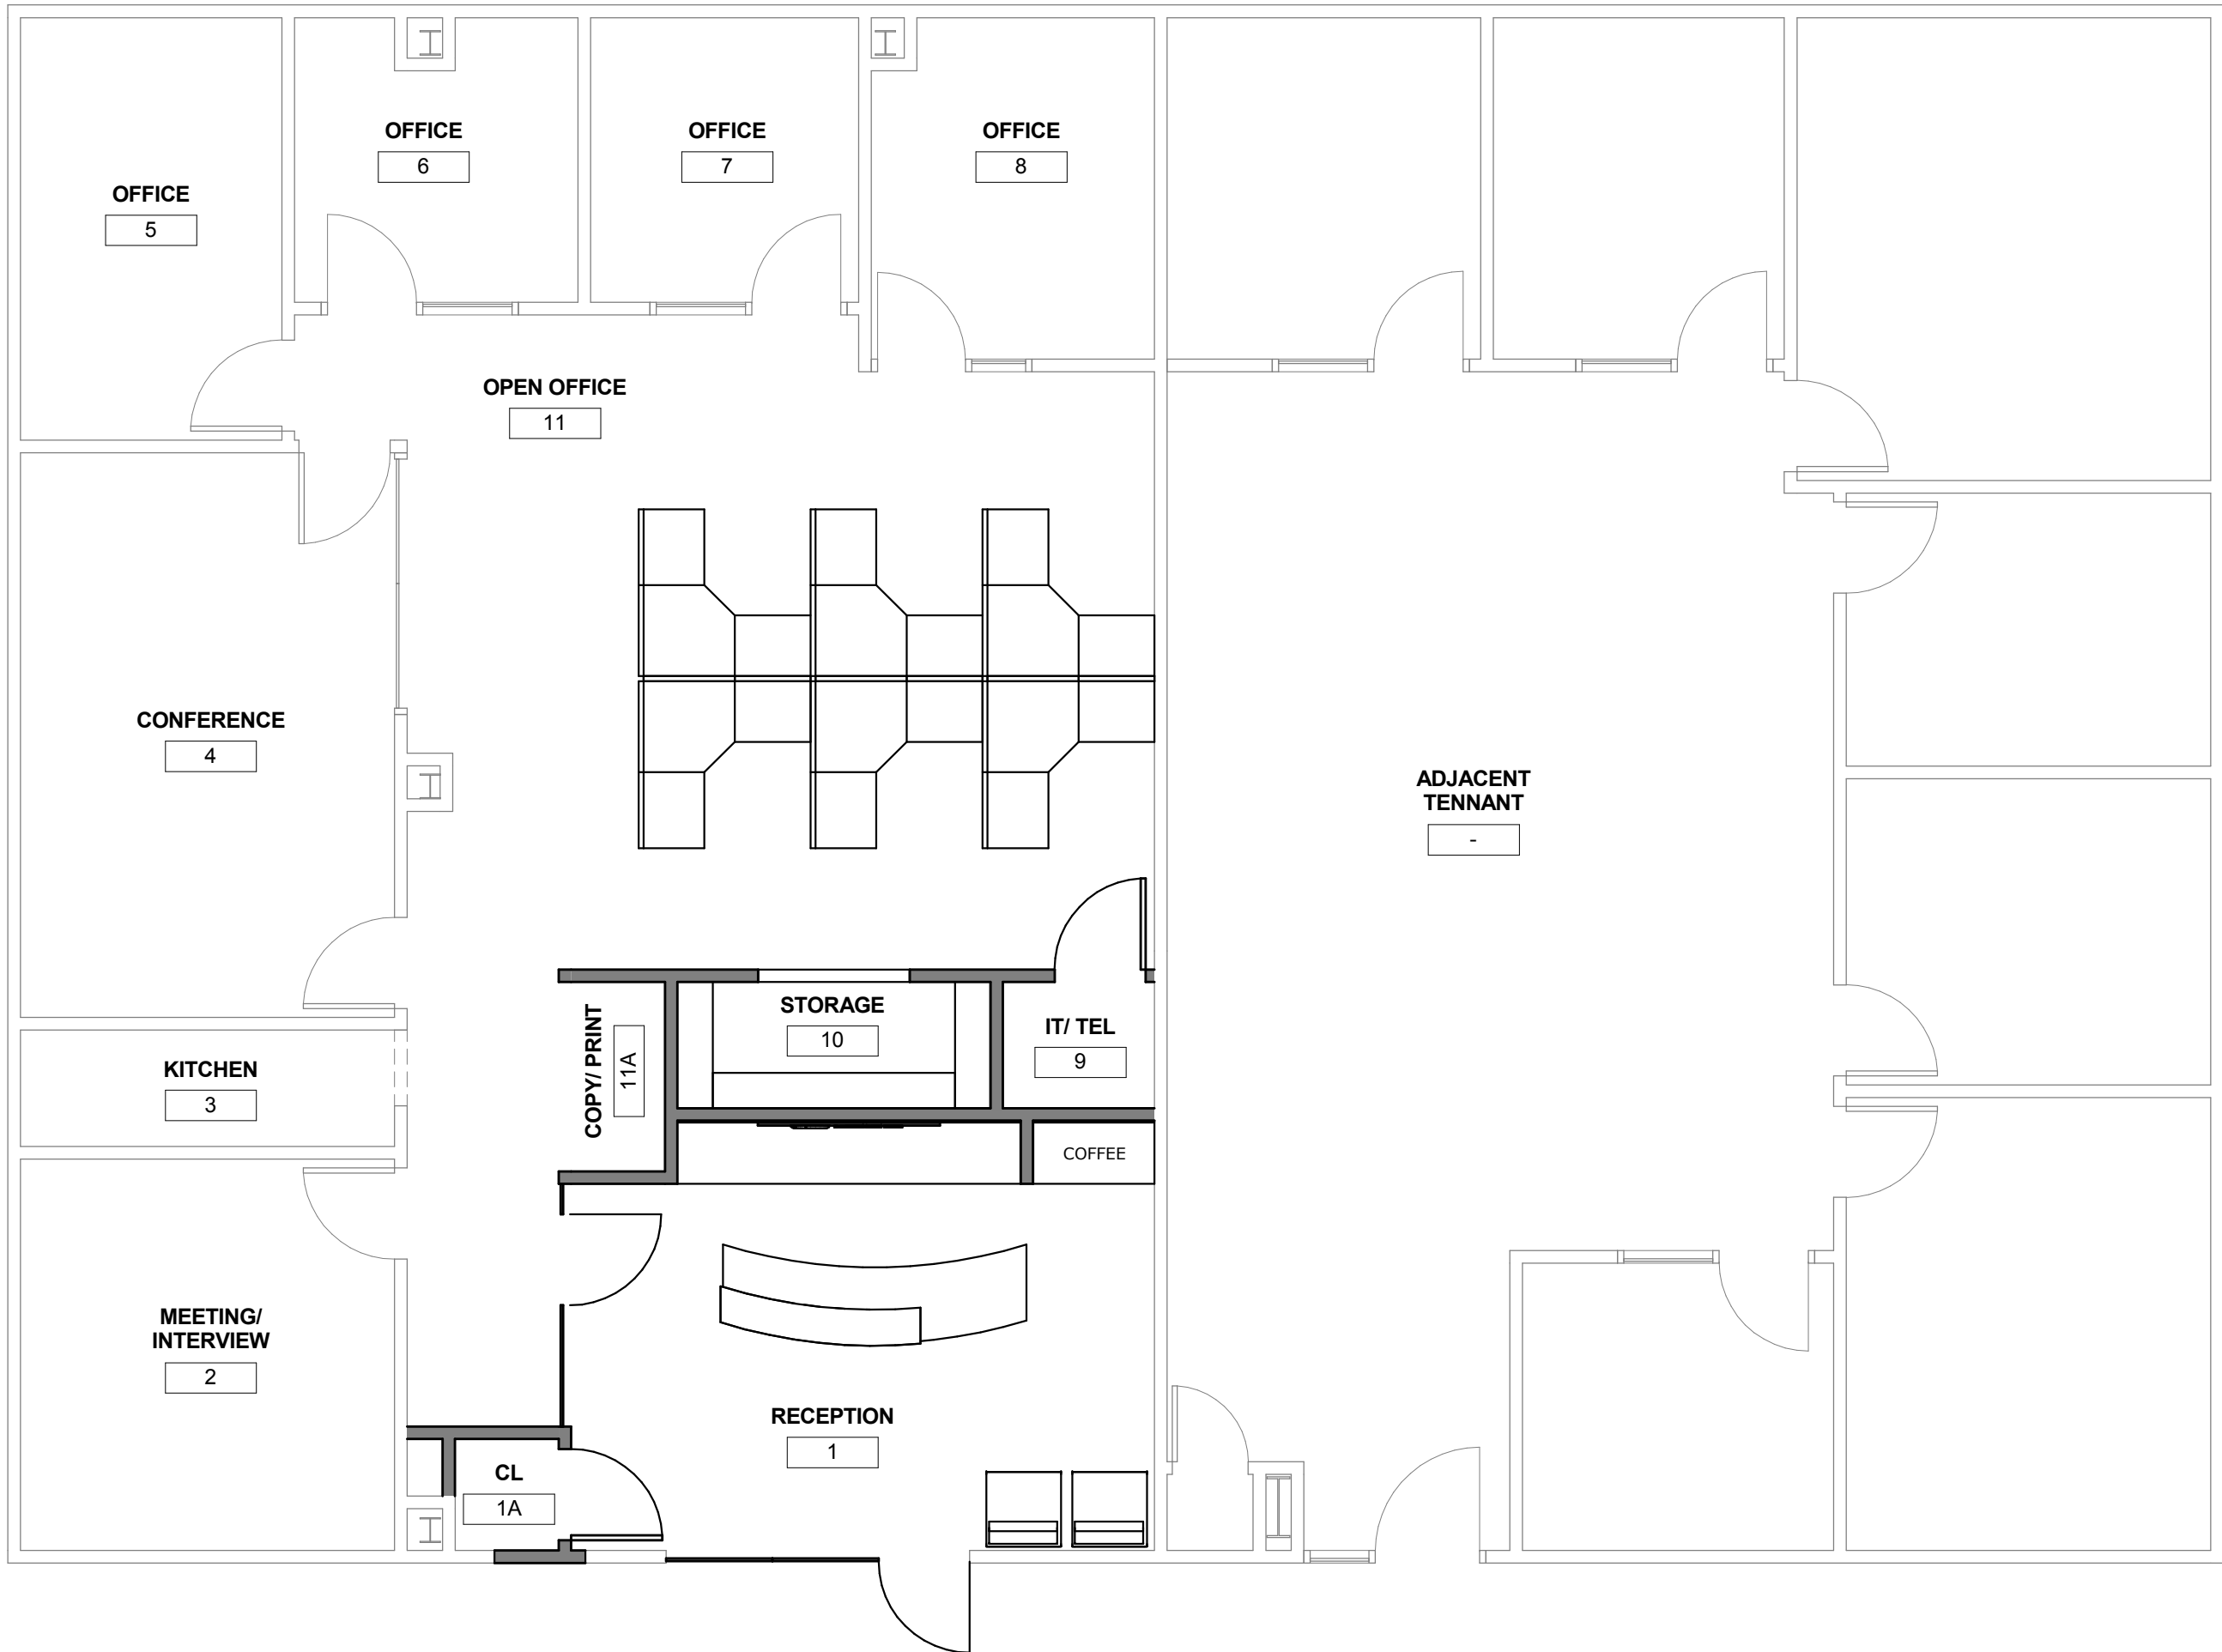 OFFICE
6
OFFICE
7
OFFICE
8
OFFICE
5
OPEN OFFICE
11
CONFERENCE
4
ADJACENT
TENNANT
-
STORAGE
10
IT/ TEL
9
COPY/ PRINT
11A
KITCHEN
3
COFFEE
MEETING/
INTERVIEW
2
RECEPTION
1
CL
1A